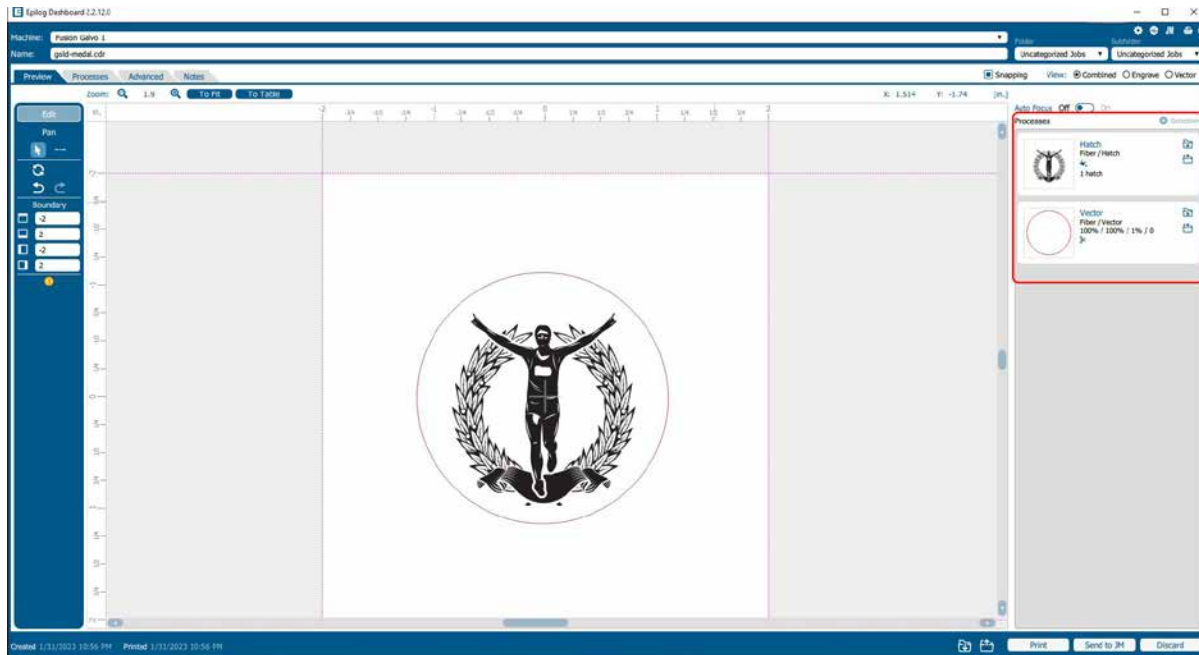 Epilog Dashboard 2.2.12.0
Machine: Fusion Galvo 1
Folder Subfolder
Name: gold-medal.cdr Uncategorized Jobs Uncategorized Jobs
Preview Processes Advanced Notes Snapping View: Combined Engrave Vector
Zoom: 1.9 To Fit To Table X: 1.514 Y: -1.74 [in.]
Auto Focus Off On
Edit
Pan
Boundary
-2
2
-2
2
Processes
Hatch
Fiber / Hatch
1 hatch
Vector
Fiber / Vector
100% / 100% / 1% / 0
Created 1/31/2023 10:56 PM Printed 1/31/2023 10:56 PM Print Send to JM Discard